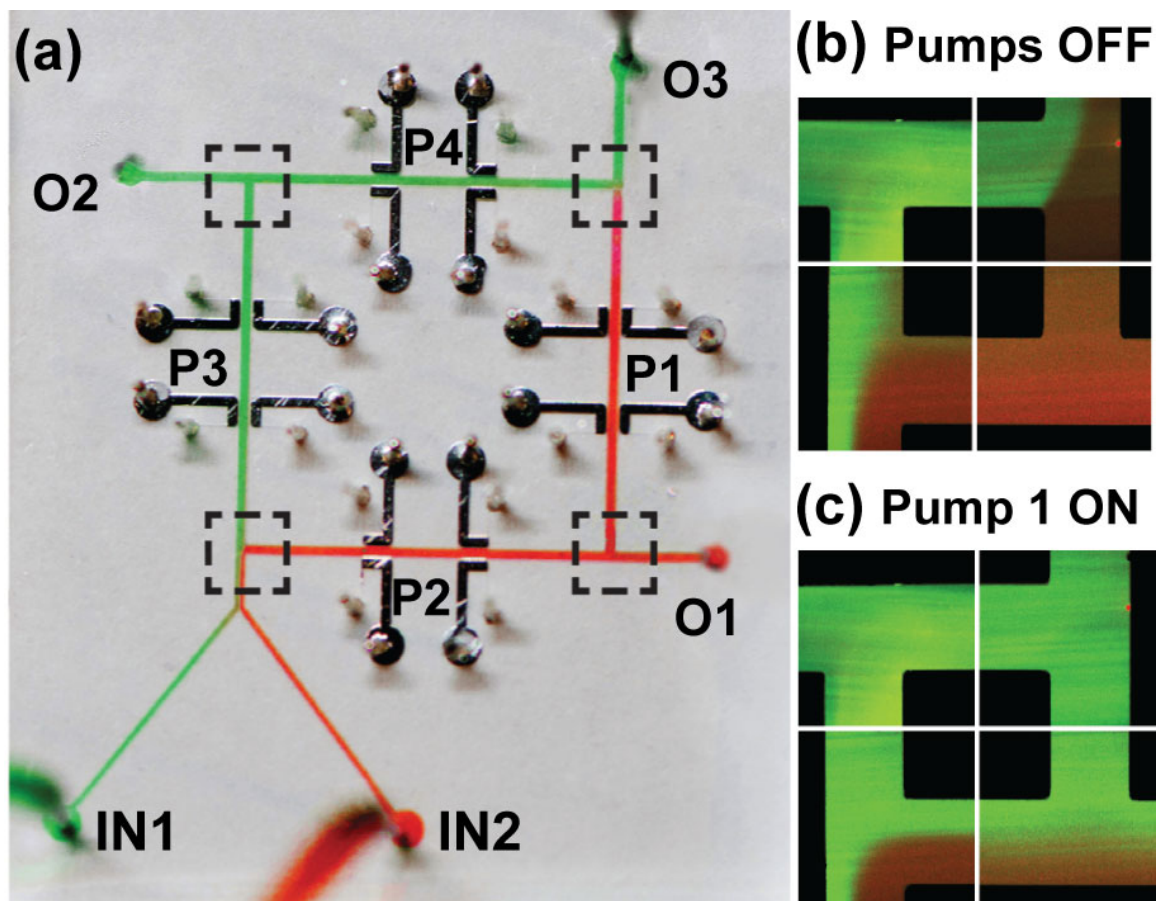 (a)
O3
P4
O2
P3
P1
P2
O1
IN1
IN2
(b) Pumps OFF
(c) Pump 1 ON